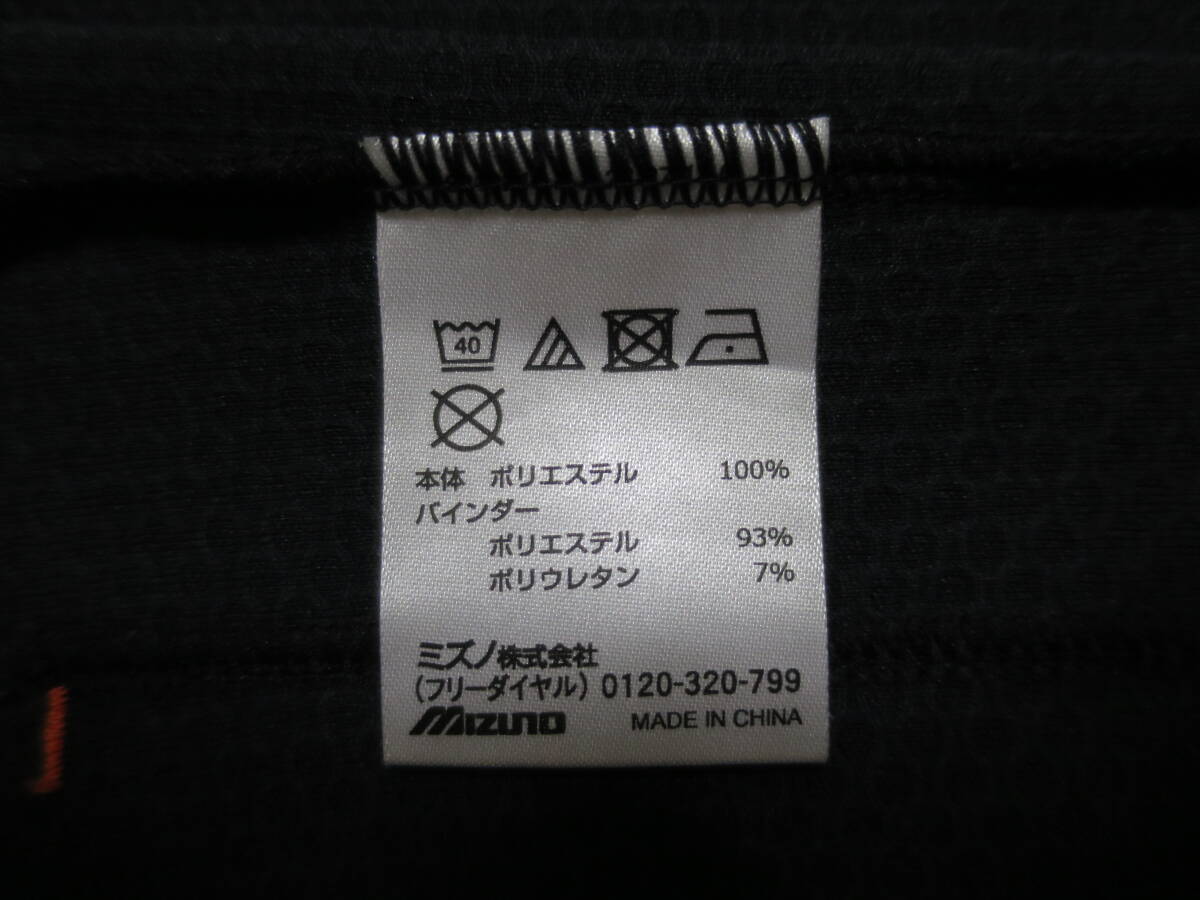 40
本体 ポリエステル 100%
バインダー
ポリエステル 93%
ポリウレタン 7%
ミズノ株式会社
(フリーダイヤル) 0120-320-799
MIZUNO MADE IN CHINA